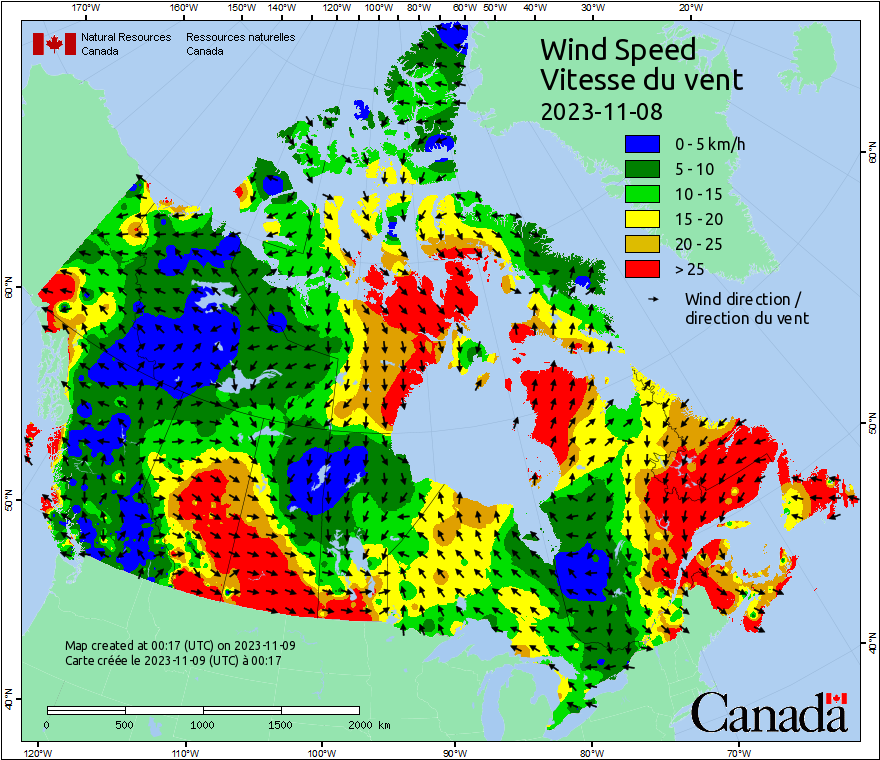 170°W 160°W 150°W 140°W 130°W 120°W 110°W 100°W 90°W 80°W 70°W 60°W 50°W 40°W 30°W 20°W
Natural Resources Ressources naturelles
Canada Canada
Wind Speed
Vitesse du vent
2023-11-08
0 - 5 km/h
5 - 10
10 - 15
15 - 20
20 - 25
> 25
Wind direction /
direction du vent
60°N
60°N
50°N
50°N
40°N
40°N
Map created at 00:17 (UTC) on 2023-11-09
Carte créée le 2023-11-09 (UTC) à 00:17
0 500 1000 1500 2000 km
Canada
120°W 110°W 100°W 90°W 80°W 70°W